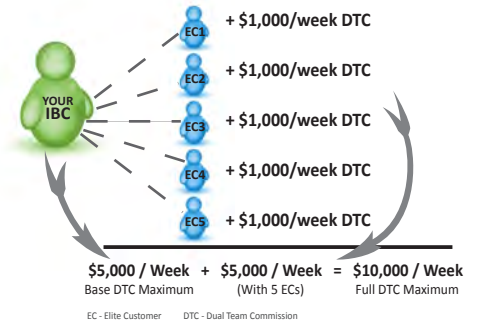 EC1 + $1,000/week DTC
EC2 + $1,000/week DTC
YOUR
IBC
EC3 + $1,000/week DTC
EC4 + $1,000/week DTC
EC5 + $1,000/week DTC
$5,000 / Week + $5,000 / Week = $10,000 / Week
Base DTC Maximum (With 5 ECs) Full DTC Maximum
EC - Elite Customer DTC - Dual Team Commission